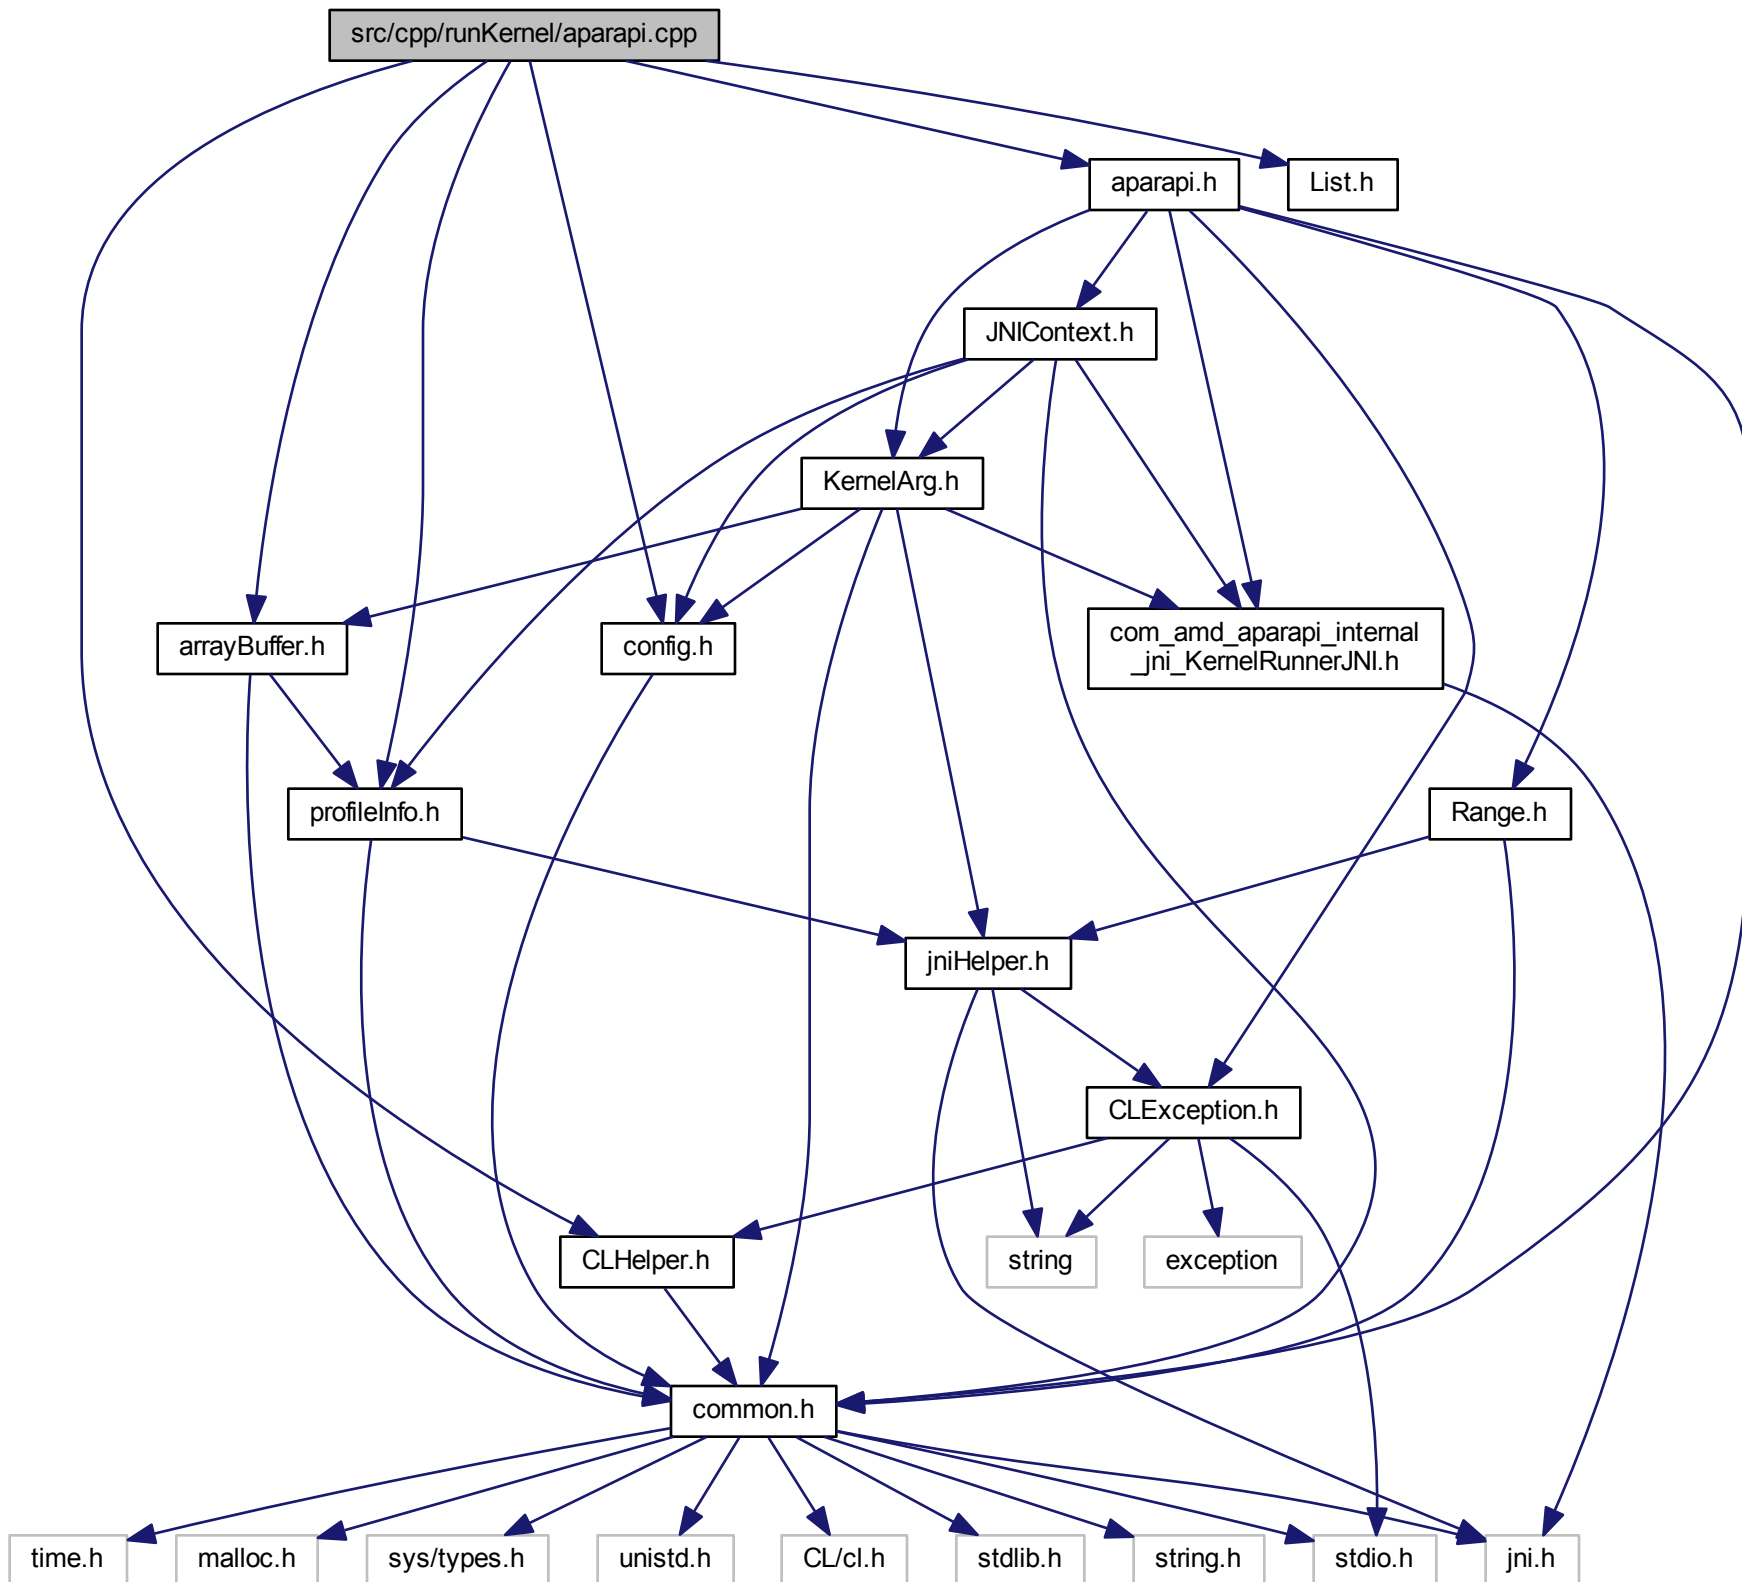 src/cpp/runKernel/aparapi.cpp
aparapi.h
List.h
JNIContext.h
KernelArg.h
arrayBuffer.h
config.h
com_amd_aparapi_internal
_jni_KernelRunnerJNI.h
profileInfo.h
Range.h
jniHelper.h
CLException.h
CLHelper.h
string
exception
common.h
time.h
malloc.h
sys/types.h
unistd.h
CL/cl.h
stdlib.h
string.h
stdio.h
jni.h